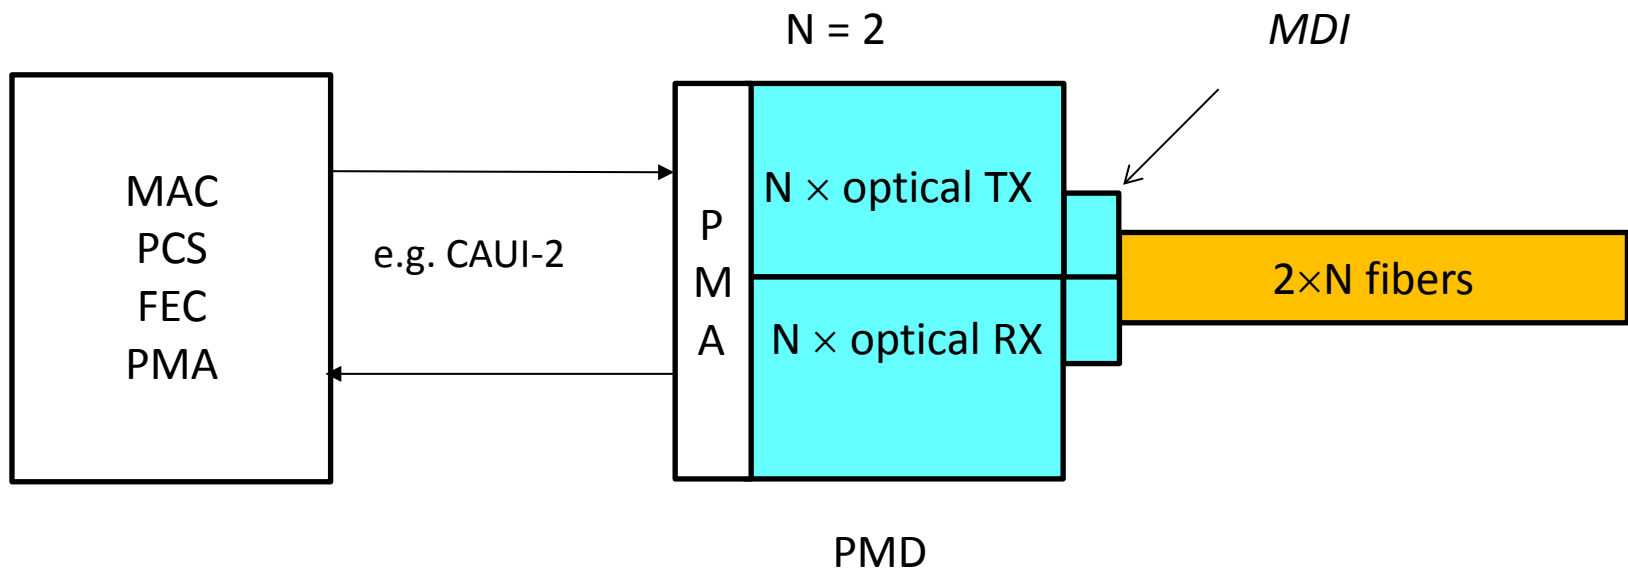 N = 2
MDI
MAC
PCS
FEC
PMA
e.g. CAUI-2
P
M
A
N × optical TX
N × optical RX
2×N fibers
PMD